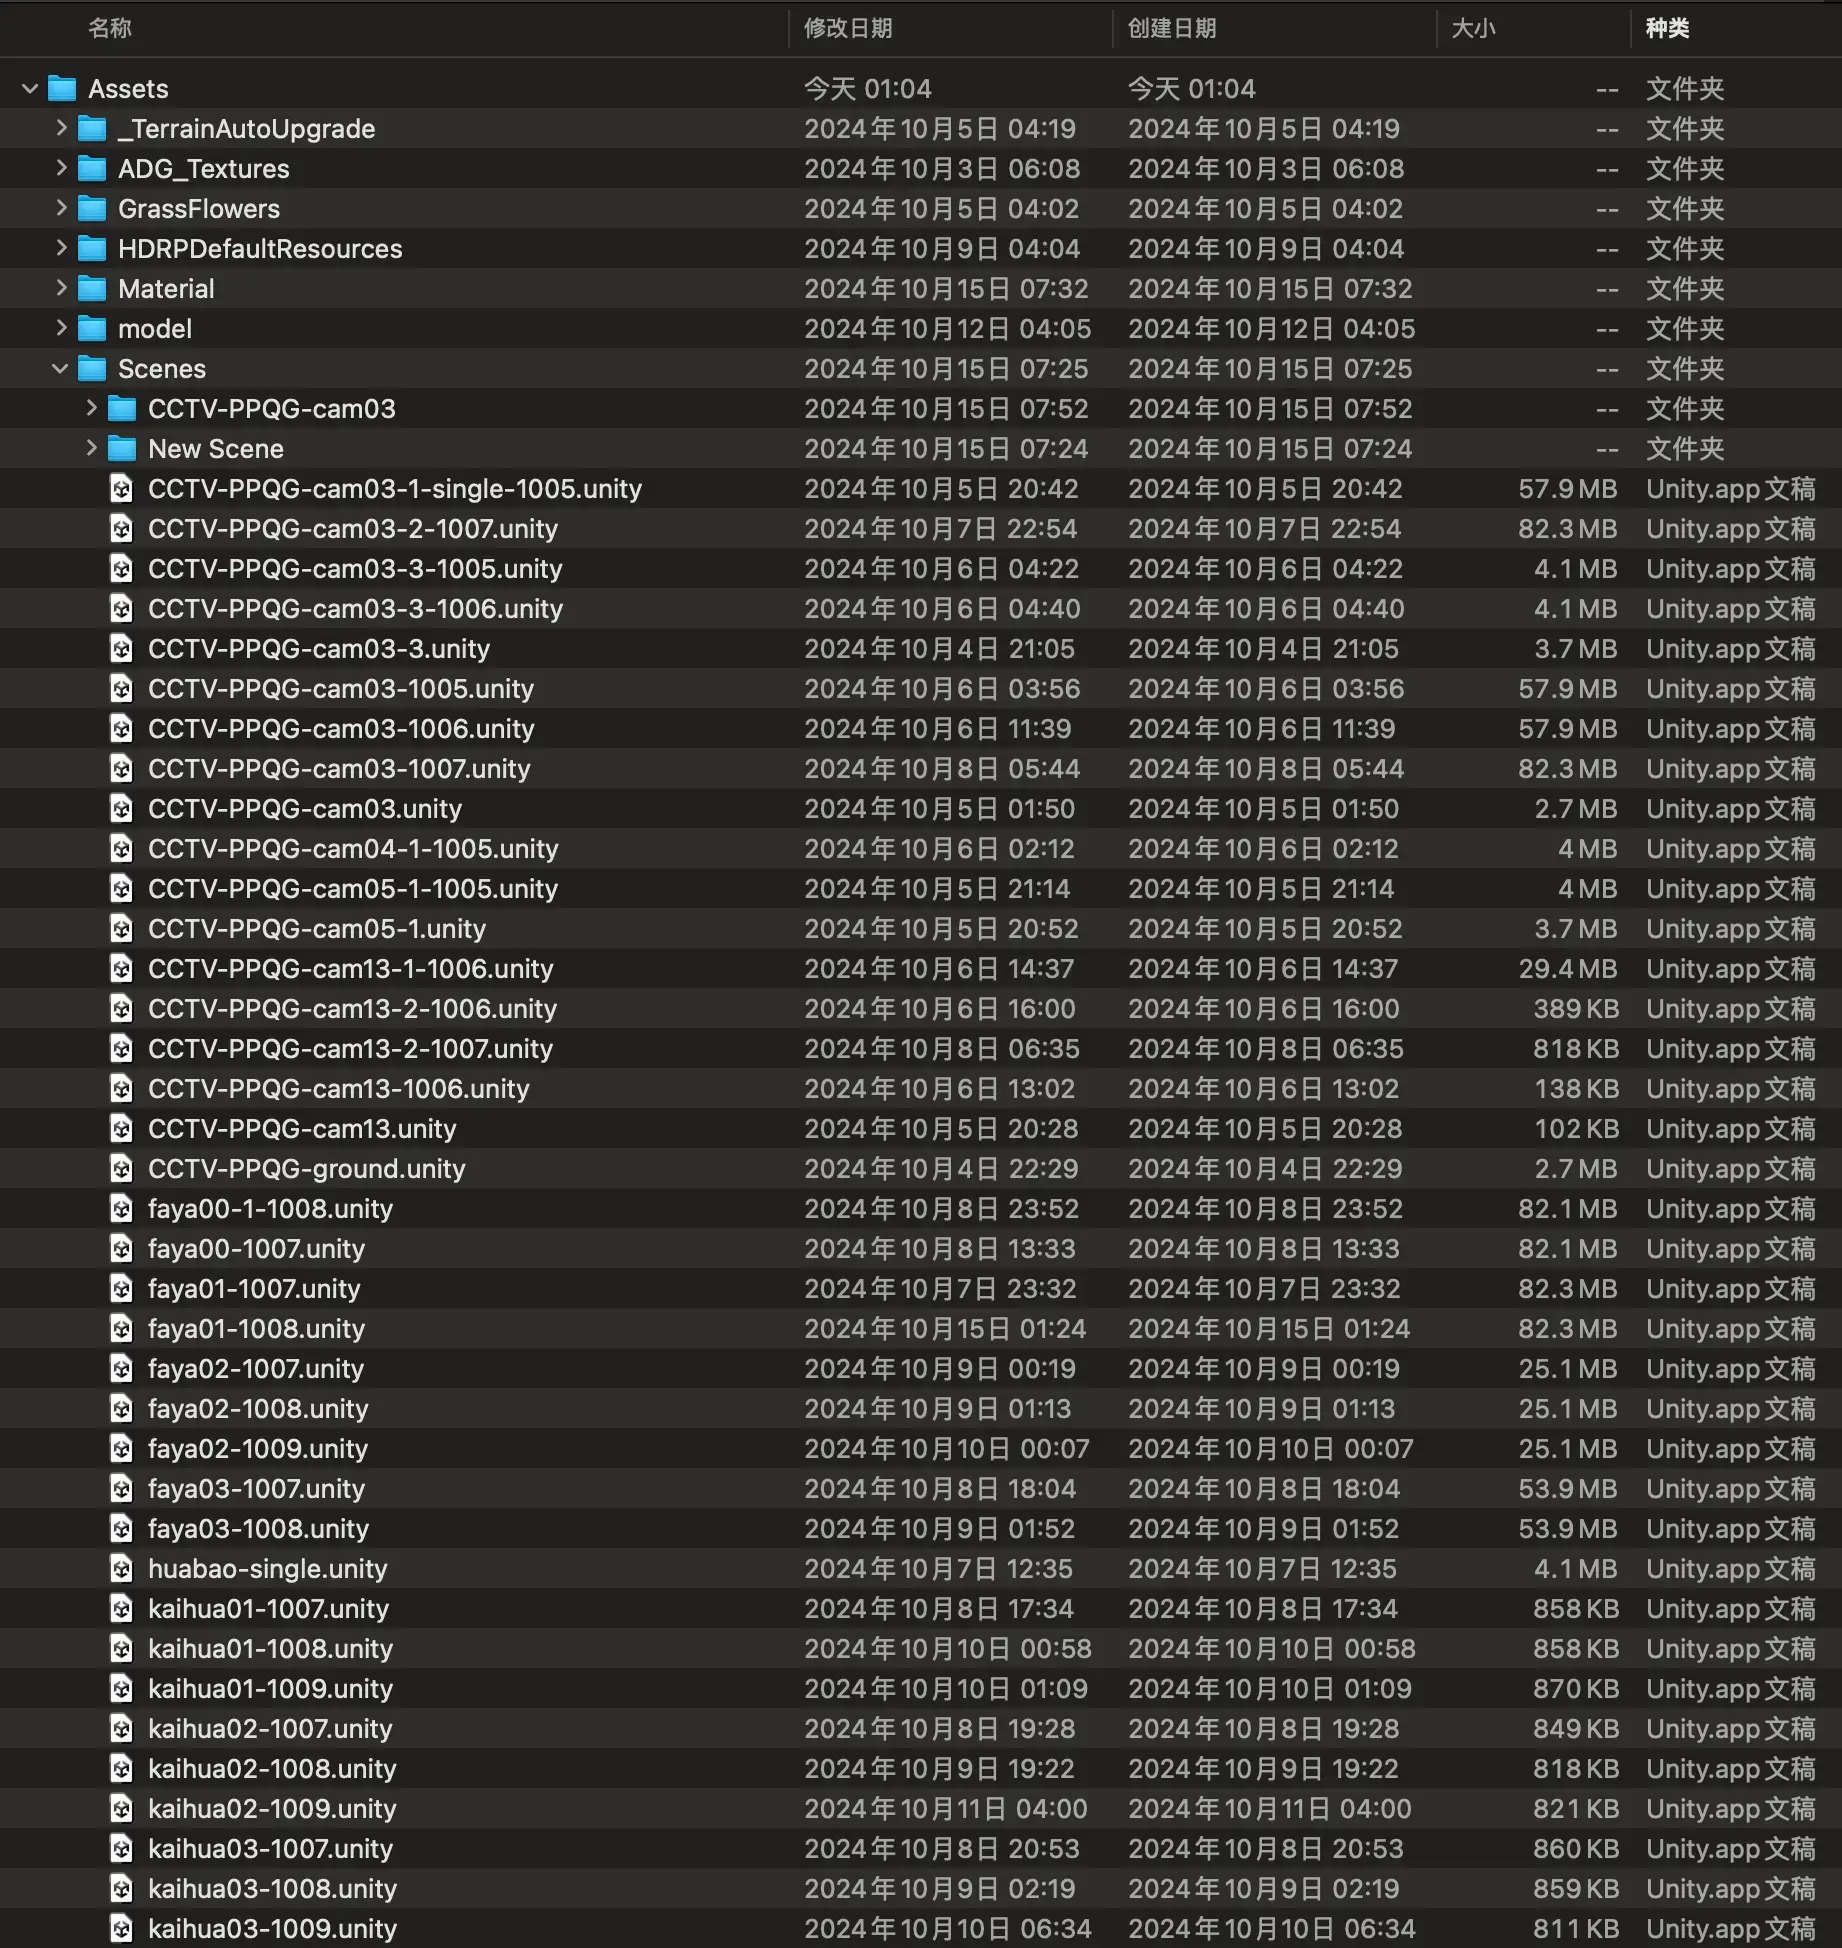 名称 修改日期 创建日期 大小 种类
Assets 今天 01:04 今天 01:04 -- 文件夹
_TerrainAutoUpgrade 2024年10月5日 04:19 2024年10月5日 04:19 -- 文件夹
ADG_Textures 2024年10月3日 06:08 2024年10月3日 06:08 -- 文件夹
GrassFlowers 2024年10月5日 04:02 2024年10月5日 04:02 -- 文件夹
HDRPDefaultResources 2024年10月9日 04:04 2024年10月9日 04:04 -- 文件夹
Material 2024年10月15日 07:32 2024年10月15日 07:32 -- 文件夹
model 2024年10月12日 04:05 2024年10月12日 04:05 -- 文件夹
Scenes 2024年10月15日 07:25 2024年10月15日 07:25 -- 文件夹
CCTV-PPQG-cam03 2024年10月15日 07:52 2024年10月15日 07:52 -- 文件夹
New Scene 2024年10月15日 07:24 2024年10月15日 07:24 -- 文件夹
CCTV-PPQG-cam03-1-single-1005.unity 2024年10月5日 20:42 2024年10月5日 20:42 57.9 MB Unity.app文稿
CCTV-PPQG-cam03-2-1007.unity 2024年10月7日 22:54 2024年10月7日 22:54 82.3 MB Unity.app文稿
CCTV-PPQG-cam03-3-1005.unity 2024年10月6日 04:22 2024年10月6日 04:22 4.1 MB Unity.app文稿
CCTV-PPQG-cam03-3-1006.unity 2024年10月6日 04:40 2024年10月6日 04:40 4.1 MB Unity.app文稿
CCTV-PPQG-cam03-3.unity 2024年10月4日 21:05 2024年10月4日 21:05 3.7 MB Unity.app文稿
CCTV-PPQG-cam03-1005.unity 2024年10月6日 03:56 2024年10月6日 03:56 57.9 MB Unity.app文稿
CCTV-PPQG-cam03-1006.unity 2024年10月6日 11:39 2024年10月6日 11:39 57.9 MB Unity.app文稿
CCTV-PPQG-cam03-1007.unity 2024年10月8日 05:44 2024年10月8日 05:44 82.3 MB Unity.app文稿
CCTV-PPQG-cam03.unity 2024年10月5日 01:50 2024年10月5日 01:50 2.7 MB Unity.app文稿
CCTV-PPQG-cam04-1-1005.unity 2024年10月6日 02:12 2024年10月6日 02:12 4 MB Unity.app文稿
CCTV-PPQG-cam05-1-1005.unity 2024年10月5日 21:14 2024年10月5日 21:14 4 MB Unity.app文稿
CCTV-PPQG-cam05-1.unity 2024年10月5日 20:52 2024年10月5日 20:52 3.7 MB Unity.app文稿
CCTV-PPQG-cam13-1-1006.unity 2024年10月6日 14:37 2024年10月6日 14:37 29.4 MB Unity.app文稿
CCTV-PPQG-cam13-2-1006.unity 2024年10月6日 16:00 2024年10月6日 16:00 389 KB Unity.app文稿
CCTV-PPQG-cam13-2-1007.unity 2024年10月8日 06:35 2024年10月8日 06:35 818 KB Unity.app文稿
CCTV-PPQG-cam13-1006.unity 2024年10月6日 13:02 2024年10月6日 13:02 138 KB Unity.app文稿
CCTV-PPQG-cam13.unity 2024年10月5日 20:28 2024年10月5日 20:28 102 KB Unity.app文稿
CCTV-PPQG-ground.unity 2024年10月4日 22:29 2024年10月4日 22:29 2.7 MB Unity.app文稿
faya00-1-1008.unity 2024年10月8日 23:52 2024年10月8日 23:52 82.1 MB Unity.app文稿
faya00-1007.unity 2024年10月8日 13:33 2024年10月8日 13:33 82.1 MB Unity.app文稿
faya01-1007.unity 2024年10月7日 23:32 2024年10月7日 23:32 82.3 MB Unity.app文稿
faya01-1008.unity 2024年10月15日 01:24 2024年10月15日 01:24 82.3 MB Unity.app文稿
faya02-1007.unity 2024年10月9日 00:19 2024年10月9日 00:19 25.1 MB Unity.app文稿
faya02-1008.unity 2024年10月9日 01:13 2024年10月9日 01:13 25.1 MB Unity.app文稿
faya02-1009.unity 2024年10月10日 00:07 2024年10月10日 00:07 25.1 MB Unity.app文稿
faya03-1007.unity 2024年10月8日 18:04 2024年10月8日 18:04 53.9 MB Unity.app文稿
faya03-1008.unity 2024年10月9日 01:52 2024年10月9日 01:52 53.9 MB Unity.app文稿
huabao-single.unity 2024年10月7日 12:35 2024年10月7日 12:35 4.1 MB Unity.app文稿
kaihua01-1007.unity 2024年10月8日 17:34 2024年10月8日 17:34 858 KB Unity.app文稿
kaihua01-1008.unity 2024年10月10日 00:58 2024年10月10日 00:58 858 KB Unity.app文稿
kaihua01-1009.unity 2024年10月10日 01:09 2024年10月10日 01:09 870 KB Unity.app文稿
kaihua02-1007.unity 2024年10月8日 19:28 2024年10月8日 19:28 849 KB Unity.app文稿
kaihua02-1008.unity 2024年10月9日 19:22 2024年10月9日 19:22 818 KB Unity.app文稿
kaihua02-1009.unity 2024年10月11日 04:00 2024年10月11日 04:00 821 KB Unity.app文稿
kaihua03-1007.unity 2024年10月8日 20:53 2024年10月8日 20:53 860 KB Unity.app文稿
kaihua03-1008.unity 2024年10月9日 02:19 2024年10月9日 02:19 859 KB Unity.app文稿
kaihua03-1009.unity 2024年10月10日 06:34 2024年10月10日 06:34 811 KB Unity.app文稿